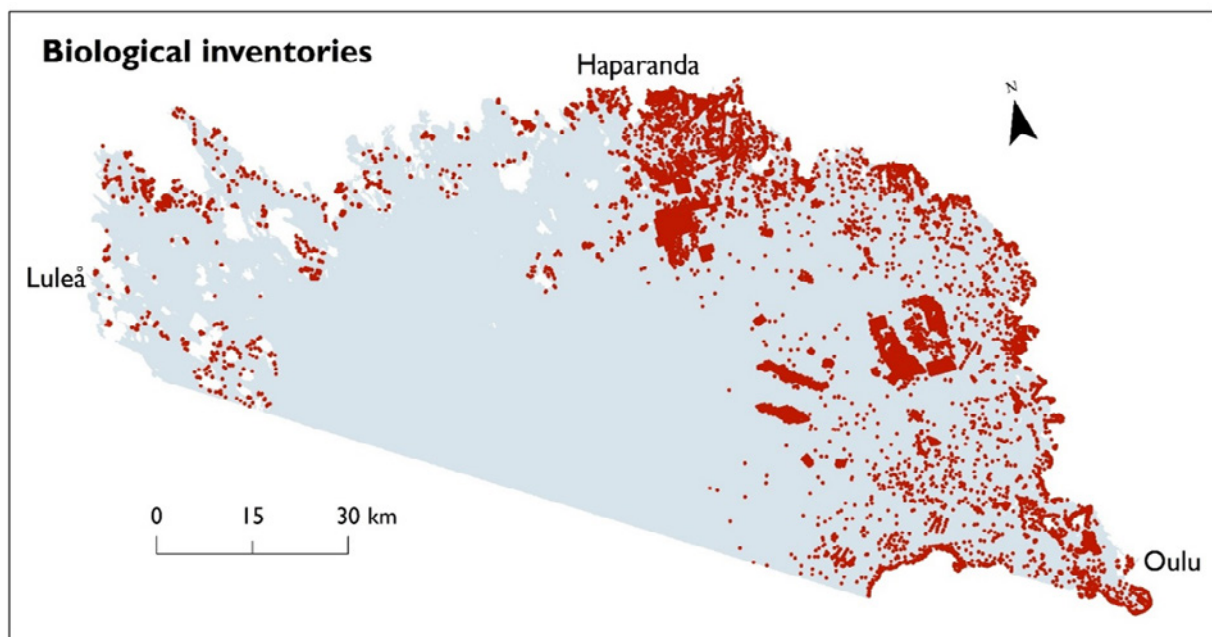 Biological inventories
Haparanda
N
Luleå
0 15 30 km
Oulu